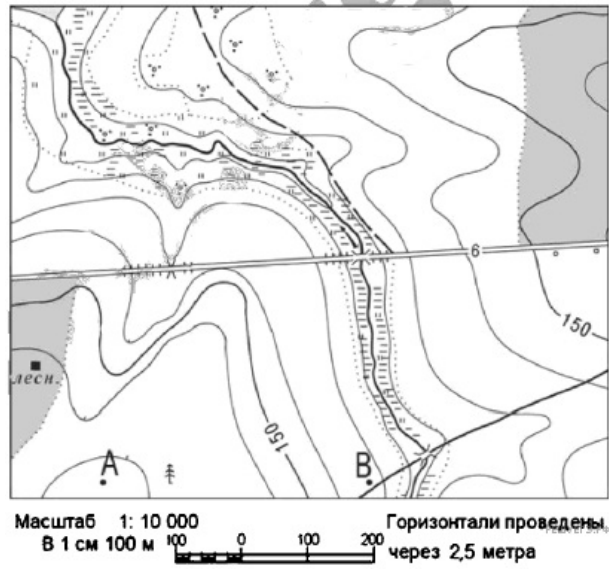 6
150
лесн.
А
150
В
Масштаб 1: 10 000
В 1 см 100 м
100 0 100 200
Горизонтали проведены
через 2,5 метра